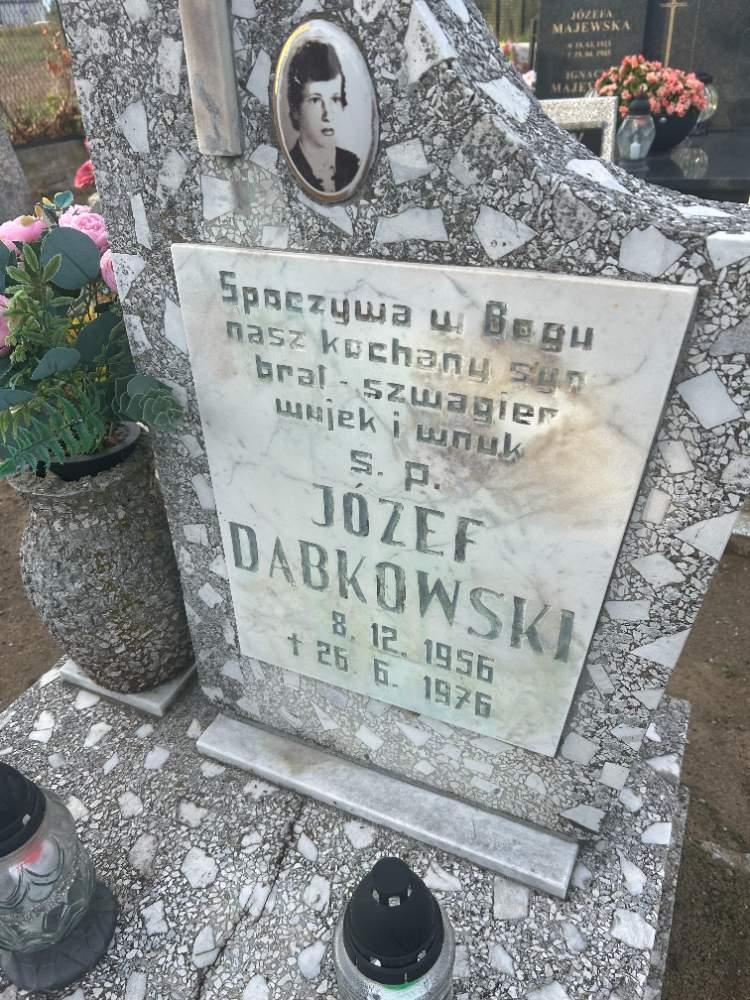 JÓZEFA
MAJEWSKA
IGNACY
Spoczywa w Bogu
nasz kochany syn
brat - szwagier
wujek i wnuk
ś. p.
JÓZEF
DĄBKOWSKI
8. 12. 1956
† 26. 6. 1976